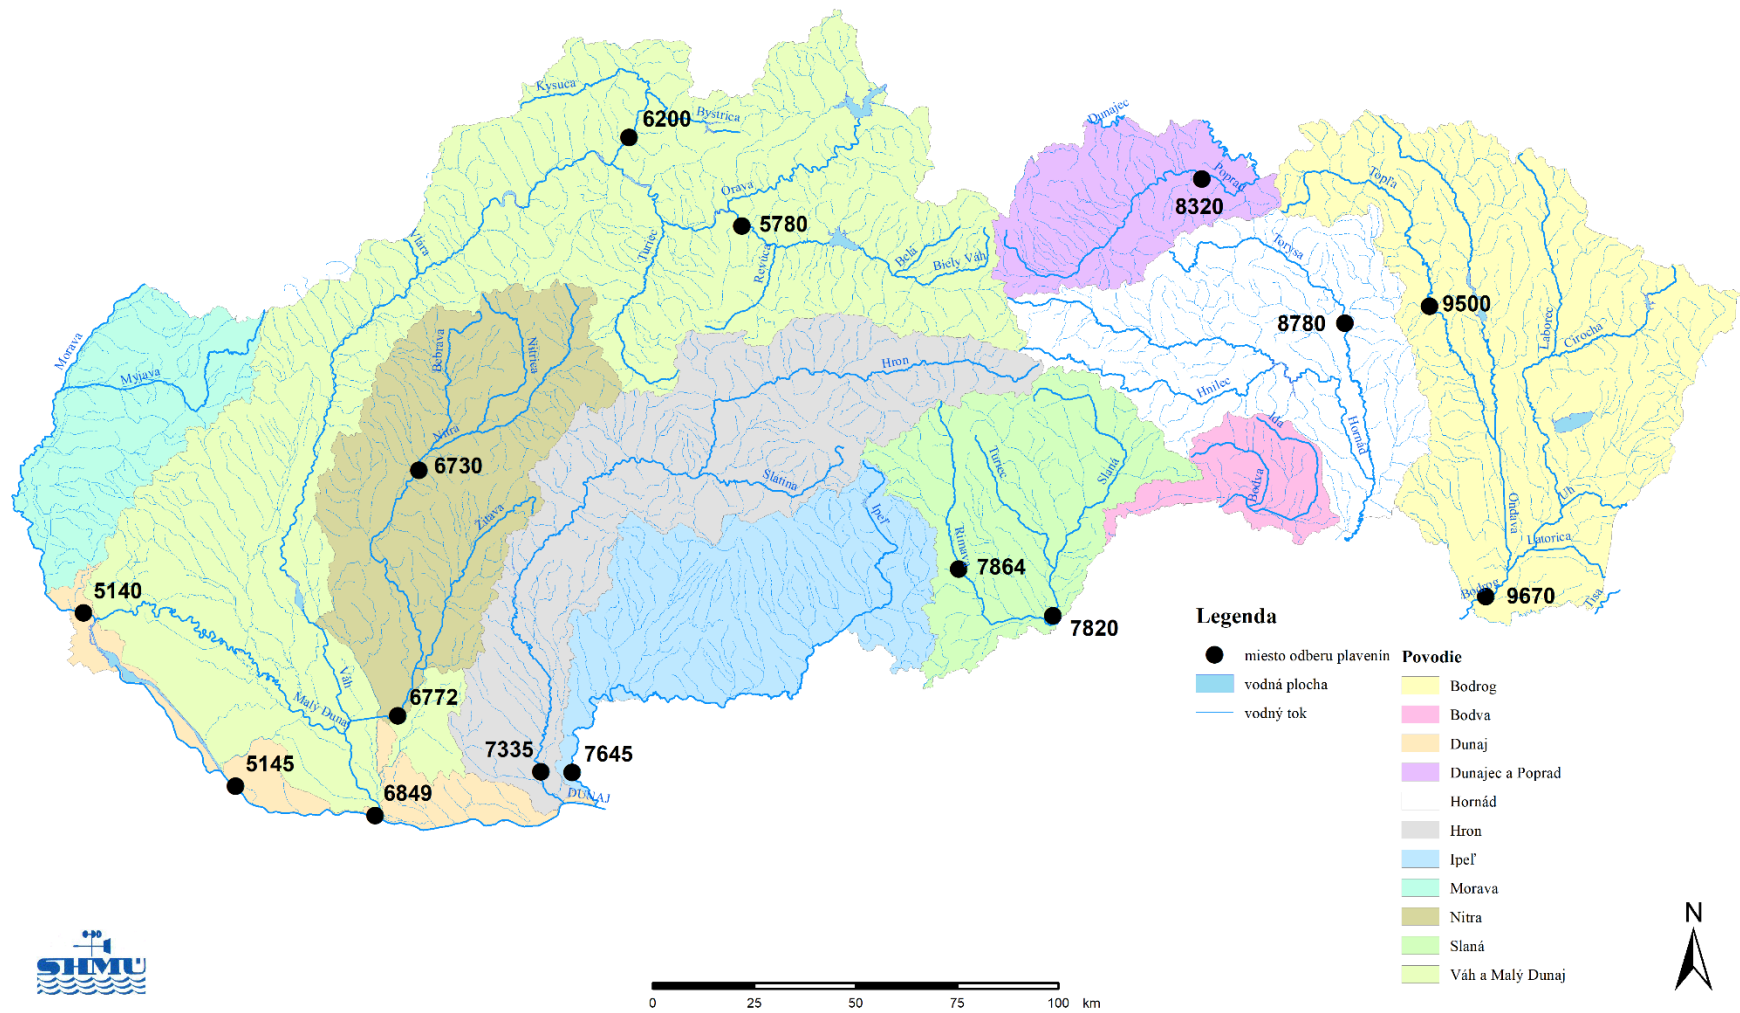 Kysuca
Bystrica
6200
Dunajec
Orava
5780
Poprad
8320
Topľa
Vlára
Turiec
Revúca
Belá
Biely Váh
Torysa
8780
9500
Laborec
Cirocha
Morava
Myjava
Bebrava
Nitrica
Hron
Hnilec
Hornád
Ida
Bodva
Nitra
6730
Slatina
Žitava
Ipeľ
Turiec
Slaná
Rimava
7864
7820
Ondava
Uh
Latorica
Bodrog
9670
Tisa
5140
Váh
Malý Dunaj
6772
5145
6849
7335
7645
DUNAJ
Legenda
miesto odberu plavenín
vodná plocha
vodný tok
Povodie
Bodrog
Bodva
Dunaj
Dunajec a Poprad
Hornád
Hron
Ipeľ
Morava
Nitra
Slaná
Váh a Malý Dunaj
SHMÚ
0 25 50 75 100 km
N